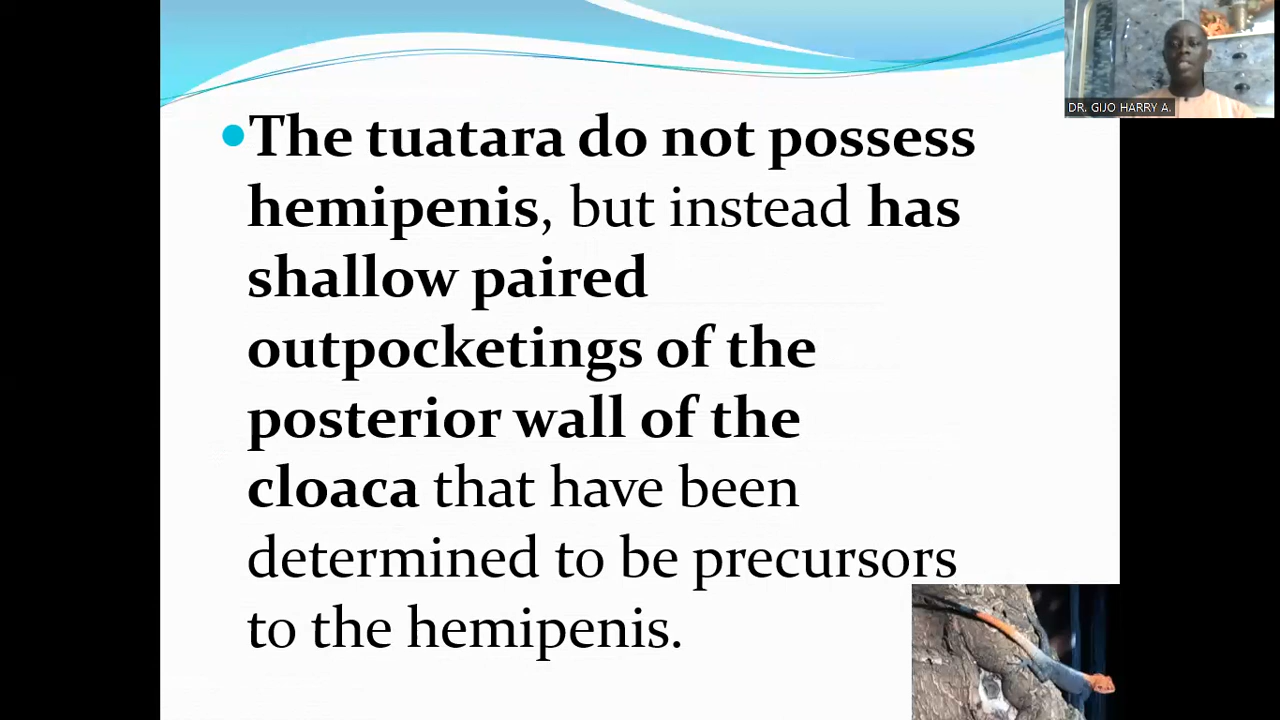 DR. GIJO HARRY A.
•The tuatara do not possess
hemipenis, but instead has
shallow paired
outpocketings of the
posterior wall of the
cloaca that have been
determined to be precursors
to the hemipenis.